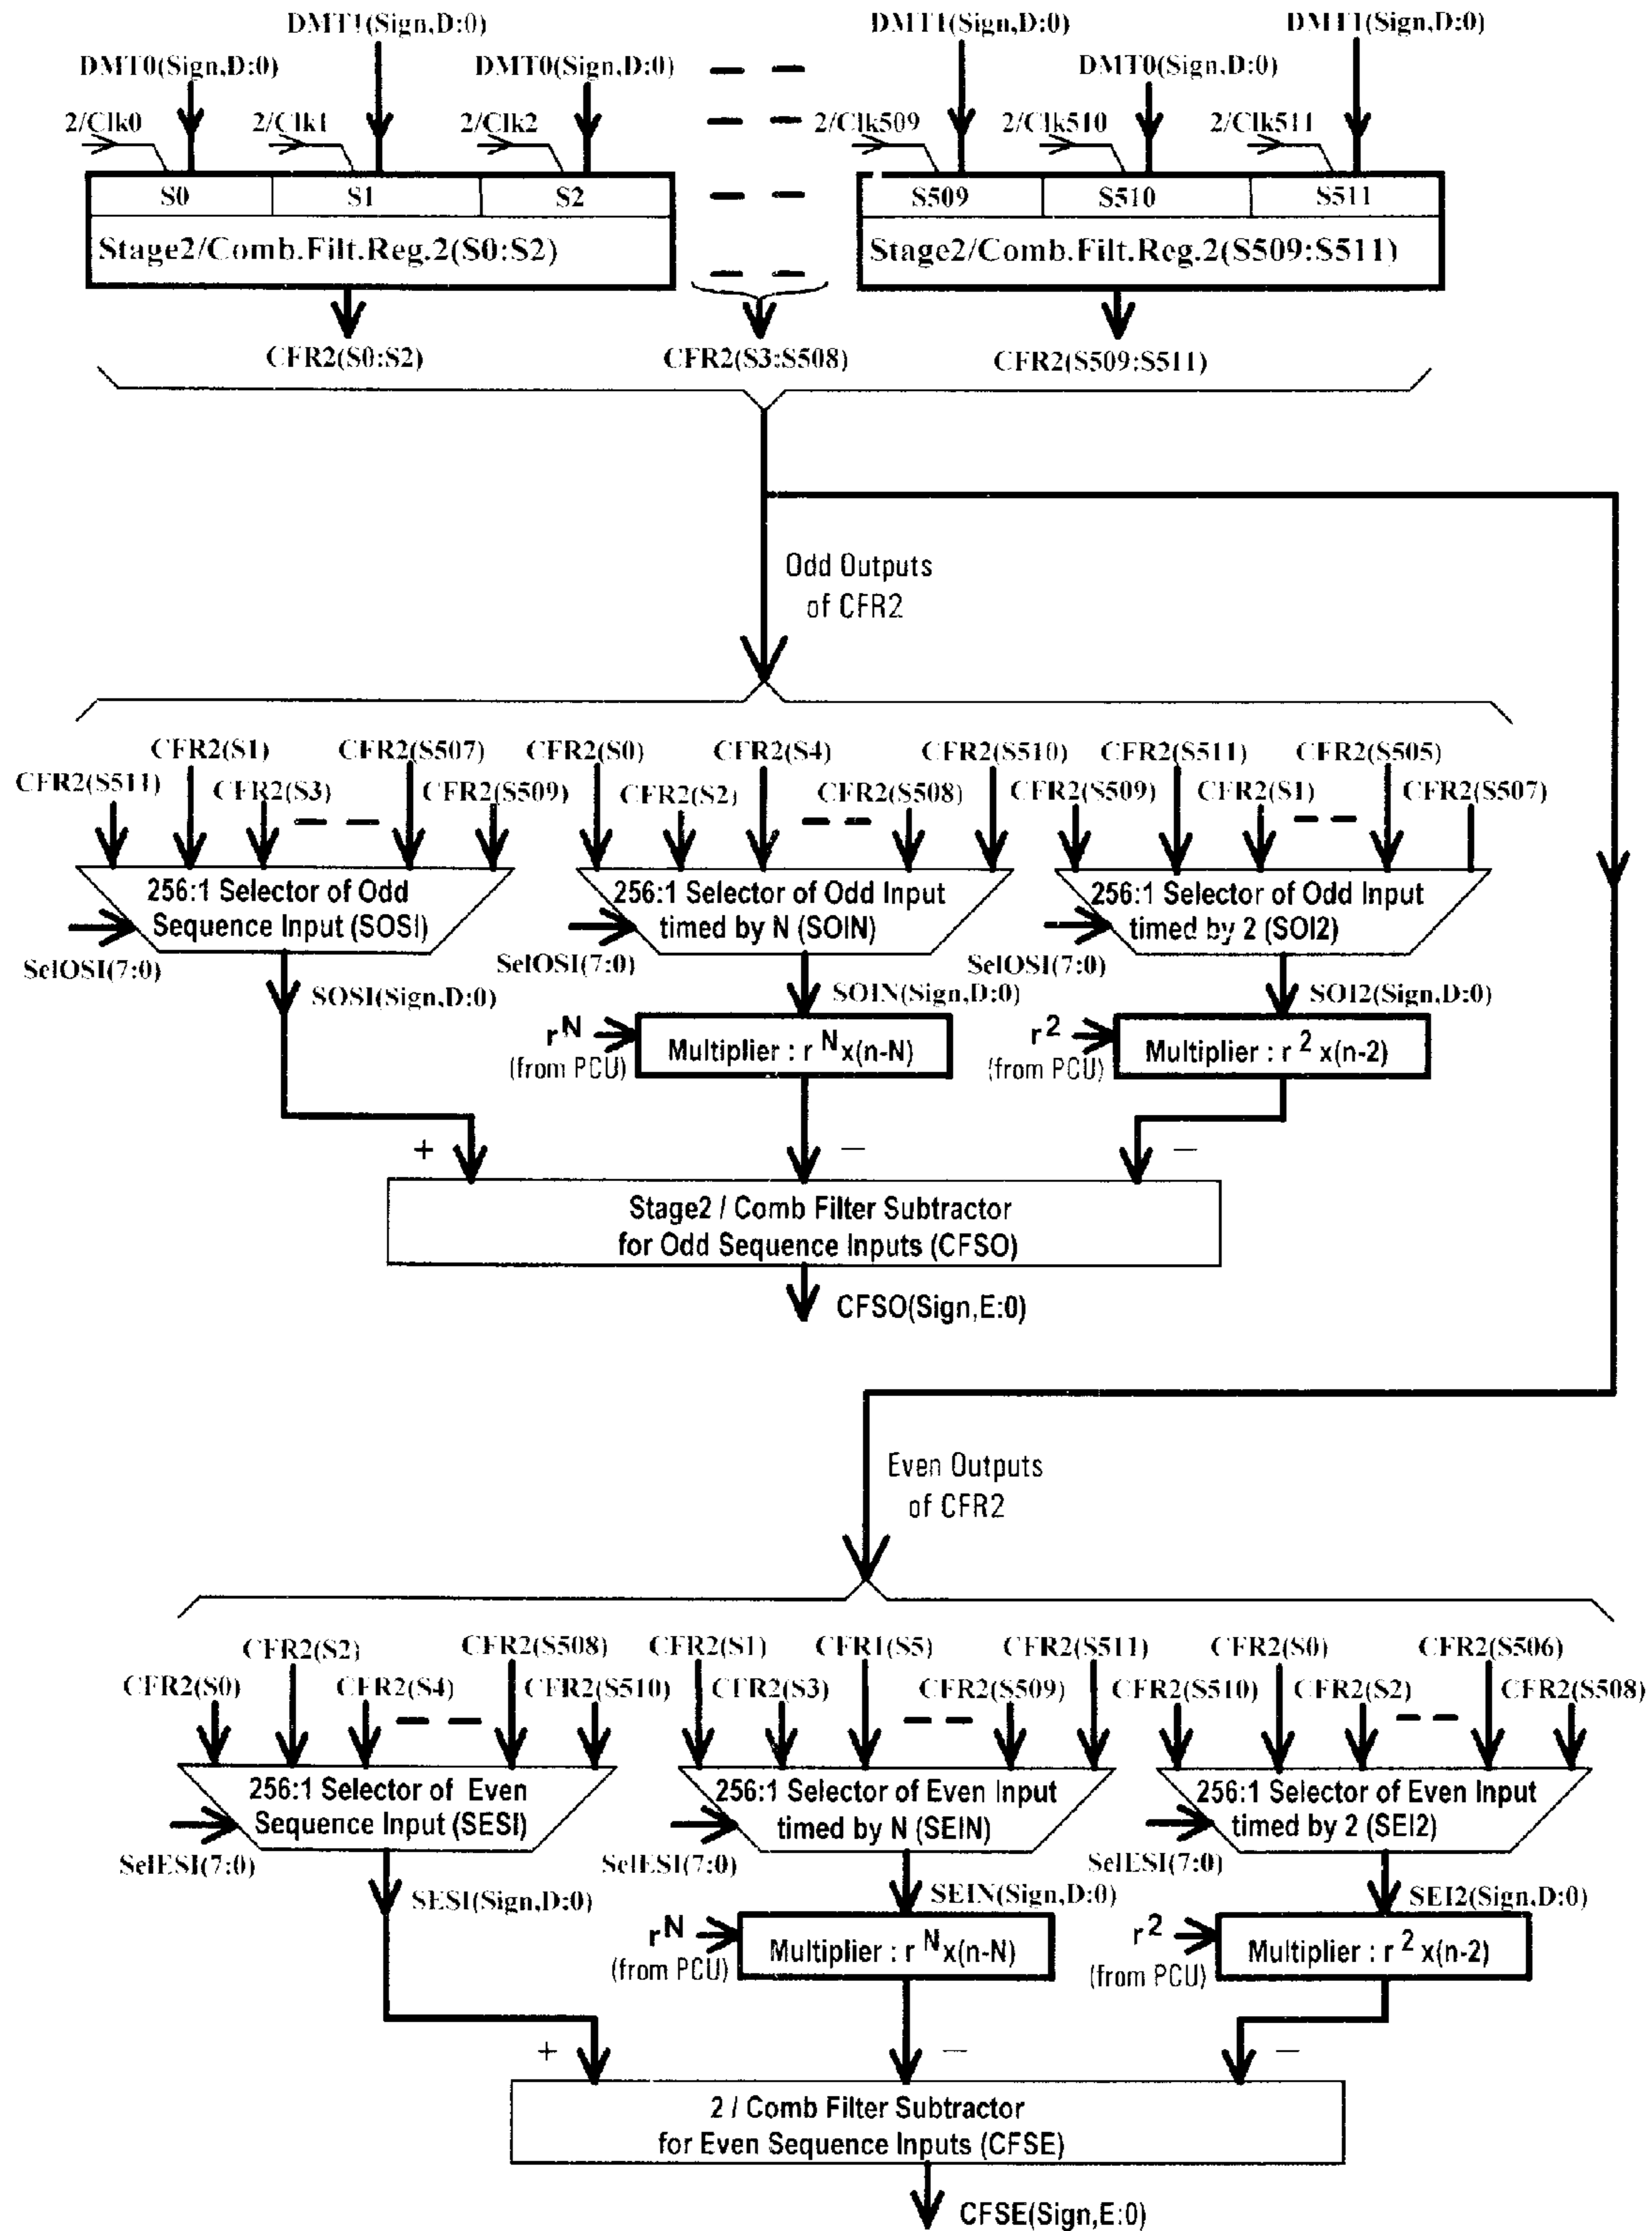 DMT1(Sign,D:0) DMT1(Sign,D:0) DMT1(Sign,D:0)
DMT0(Sign,D:0) DMT0(Sign,D:0) DMT0(Sign,D:0)
2/Clk0 2/Clk1 2/Clk2 2/Clk509 2/Clk510 2/Clk511
S0 S1 S2 S509 S510 S511
Stage2/Comb.Filt.Reg.2(S0:S2) Stage2/Comb.Filt.Reg.2(S509:S511)
CFR2(S0:S2) CFR2(S3:S508) CFR2(S509:S511)
Odd Outputs
of CFR2
CFR2(S1) CFR2(S507) CFR2(S0) CFR2(S4) CFR2(S510) CFR2(S511) CFR2(S505)
CFR2(S511) CFR2(S3) CFR2(S509) CFR2(S2) CFR2(S508) CFR2(S509) CFR2(S1) CFR2(S507)
256:1 Selector of Odd 256:1 Selector of Odd Input 256:1 Selector of Odd Input
Sequence Input (SOSI) timed by N (SOIN) timed by 2 (SOI2)
SelOSI(7:0) SelOSI(7:0) SelOSI(7:0)
SOSI(Sign,D:0) SOIN(Sign,D:0) SOI2(Sign,D:0)
r N Multiplier : r N x(n-N) r 2 Multiplier : r 2 x(n-2)
(from PCU) (from PCU)
+ − −
Stage2 / Comb Filter Subtractor
for Odd Sequence Inputs (CFSO)
CFSO(Sign,E:0)
Even Outputs
of CFR2
CFR2(S2) CFR2(S508) CFR2(S1) CFR1(S5) CFR2(S511) CFR2(S0) CFR2(S506)
CFR2(S0) CFR2(S4) CFR2(S510) CFR2(S3) CFR2(S509) CFR2(S510) CFR2(S2) CFR2(S508)
256:1 Selector of Even 256:1 Selector of Even Input 256:1 Selector of Even Input
Sequence Input (SESI) timed by N (SEIN) timed by 2 (SEI2)
SelESI(7:0) SelESI(7:0) SelESI(7:0)
SESI(Sign,D:0) SEIN(Sign,D:0) SEI2(Sign,D:0)
r N Multiplier : r N x(n-N) r 2 Multiplier : r 2 x(n-2)
(from PCU) (from PCU)
+ − −
2 / Comb Filter Subtractor
for Even Sequence Inputs (CFSE)
CFSE(Sign,E:0)